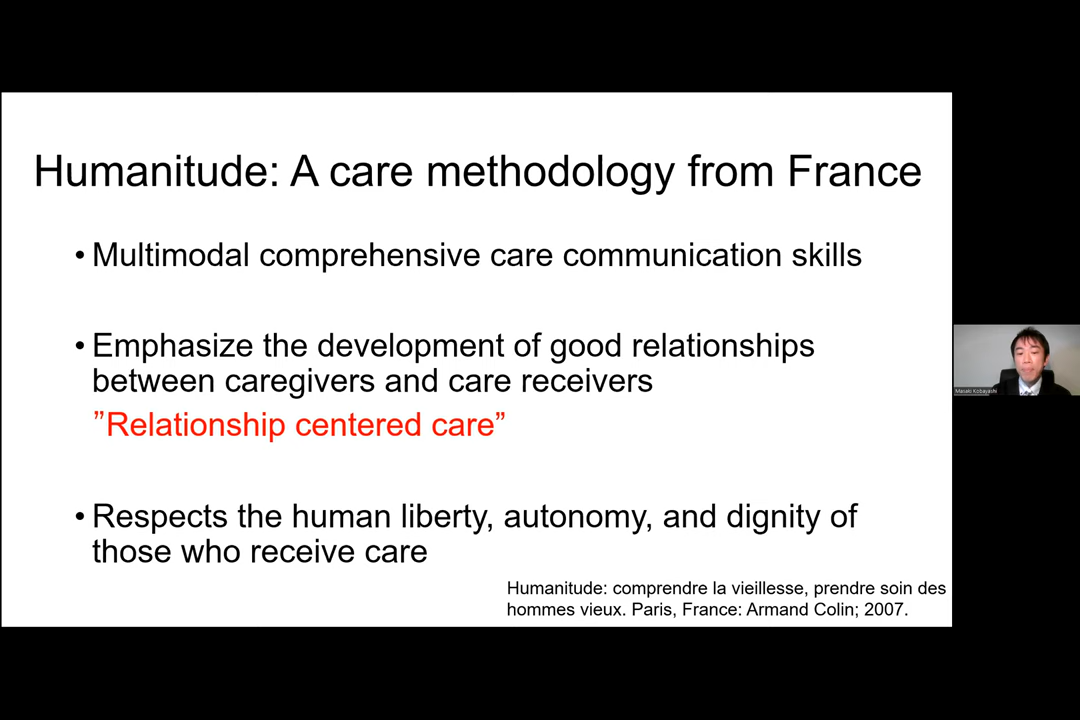 Humanitude: A care methodology from France
• Multimodal comprehensive care communication skills
• Emphasize the development of good relationships
between caregivers and care receivers
”Relationship centered care”
• Respects the human liberty, autonomy, and dignity of
those who receive care
Humanitude: comprendre la vieillesse, prendre soin des
hommes vieux. Paris, France: Armand Colin; 2007.
Masaki Kobayashi